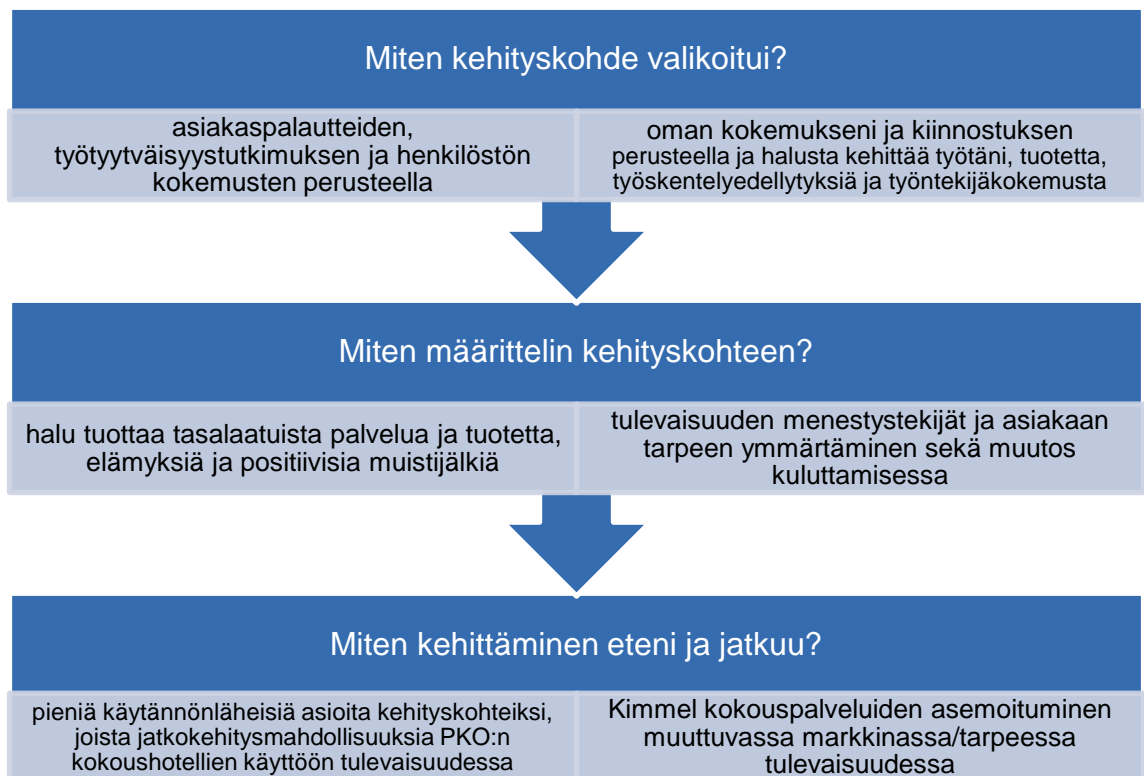 Miten kehityskohde valikoitui?
asiakaspalautteiden,
työtyytväisyystutkimuksen ja henkilöstön
kokemusten perusteella
oman kokemukseni ja kiinnostuksen
perusteella ja halusta kehittää työtäni, tuotetta,
työskentelyedellytyksiä ja työntekijäkokemusta
Miten määrittelin kehityskohteen?
halu tuottaa tasalaatuista palvelua ja tuotetta,
elämyksiä ja positiivisia muistijälkiä
tulevaisuuden menestystekijät ja asiakaan
tarpeen ymmärtäminen sekä muutos
kuluttamisessa
Miten kehittäminen eteni ja jatkuu?
pieniä käytännönläheisiä asioita kehityskohteiksi,
joista jatkokehitysmahdollisuuksia PKO:n
kokoushotellien käyttöön tulevaisuudessa
Kimmel kokouspalveluiden asemoituminen
muuttuvassa markkinassa/tarpeessa
tulevaisuudessa